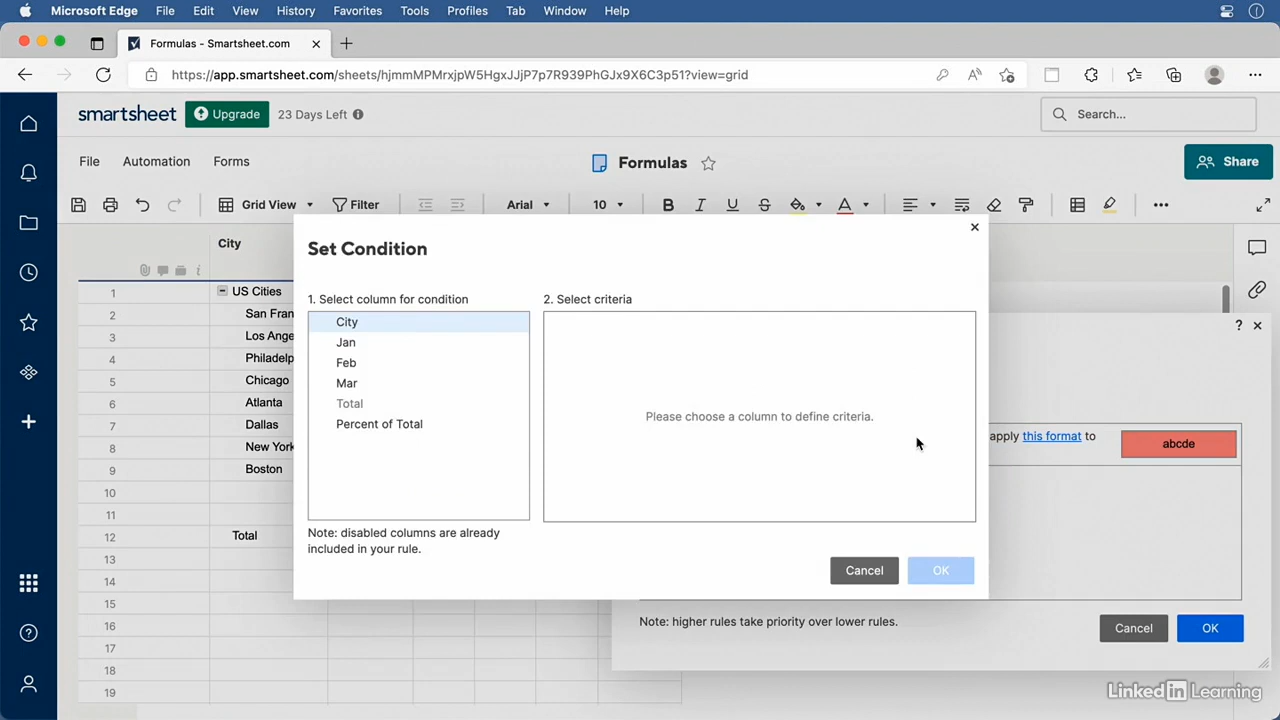 Microsoft Edge File Edit View History Favorites Tools Profiles Tab Window Help
Formulas - Smartsheet.com
https://app.smartsheet.com/sheets/hjmmMPMrxjpW5HgxJJjP7p7R939PhGJx9X6C3p51?view=grid
smartsheet Upgrade 23 Days Left Search...
File Automation Forms Formulas Share
Grid View Filter Arial 10 B I U S A
City
Set Condition
1. Select column for condition
2. Select criteria
City
Jan
Feb
Mar
Total
Percent of Total
Please choose a column to define criteria.
Note: disabled columns are already
included in your rule.
Cancel OK
1 US Cities
2 San Fran
3 Los Ange
4 Philadelp
5 Chicago
6 Atlanta
7 Dallas
8 New York
9 Boston
10
11
12 Total
13
14
15
16
17
18
19
? ×
apply this format to abcde
Note: higher rules take priority over lower rules.
Cancel OK
LinkedIn Learning